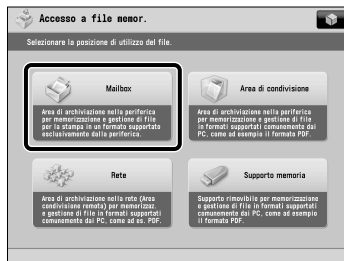 Accesso a file memor.
Selezionare la posizione di utilizzo del file.
Mailbox
Area di archiviazione nella periferica
per memorizzazione e gestione di file
per la stampa in un formato supportato
esclusivamente dalla periferica.
Area di condivisione
Area di archiviazione nella periferica
per memorizzazione e gestione di file
in formati supportati comunemente dai
PC, come ad esempio il formato PDF.
Rete
Area di archiviazione nella rete (Area
condivisione remota) per memorizzaz.
e gestione di file in formati supportati
comunemente dai PC, come ad es. PDF.
Supporto memoria
Supporto rimovibile per memorizzazione
e gestione di file in formati supportati
comunemente dai PC, come ad esempio
il formato PDF.